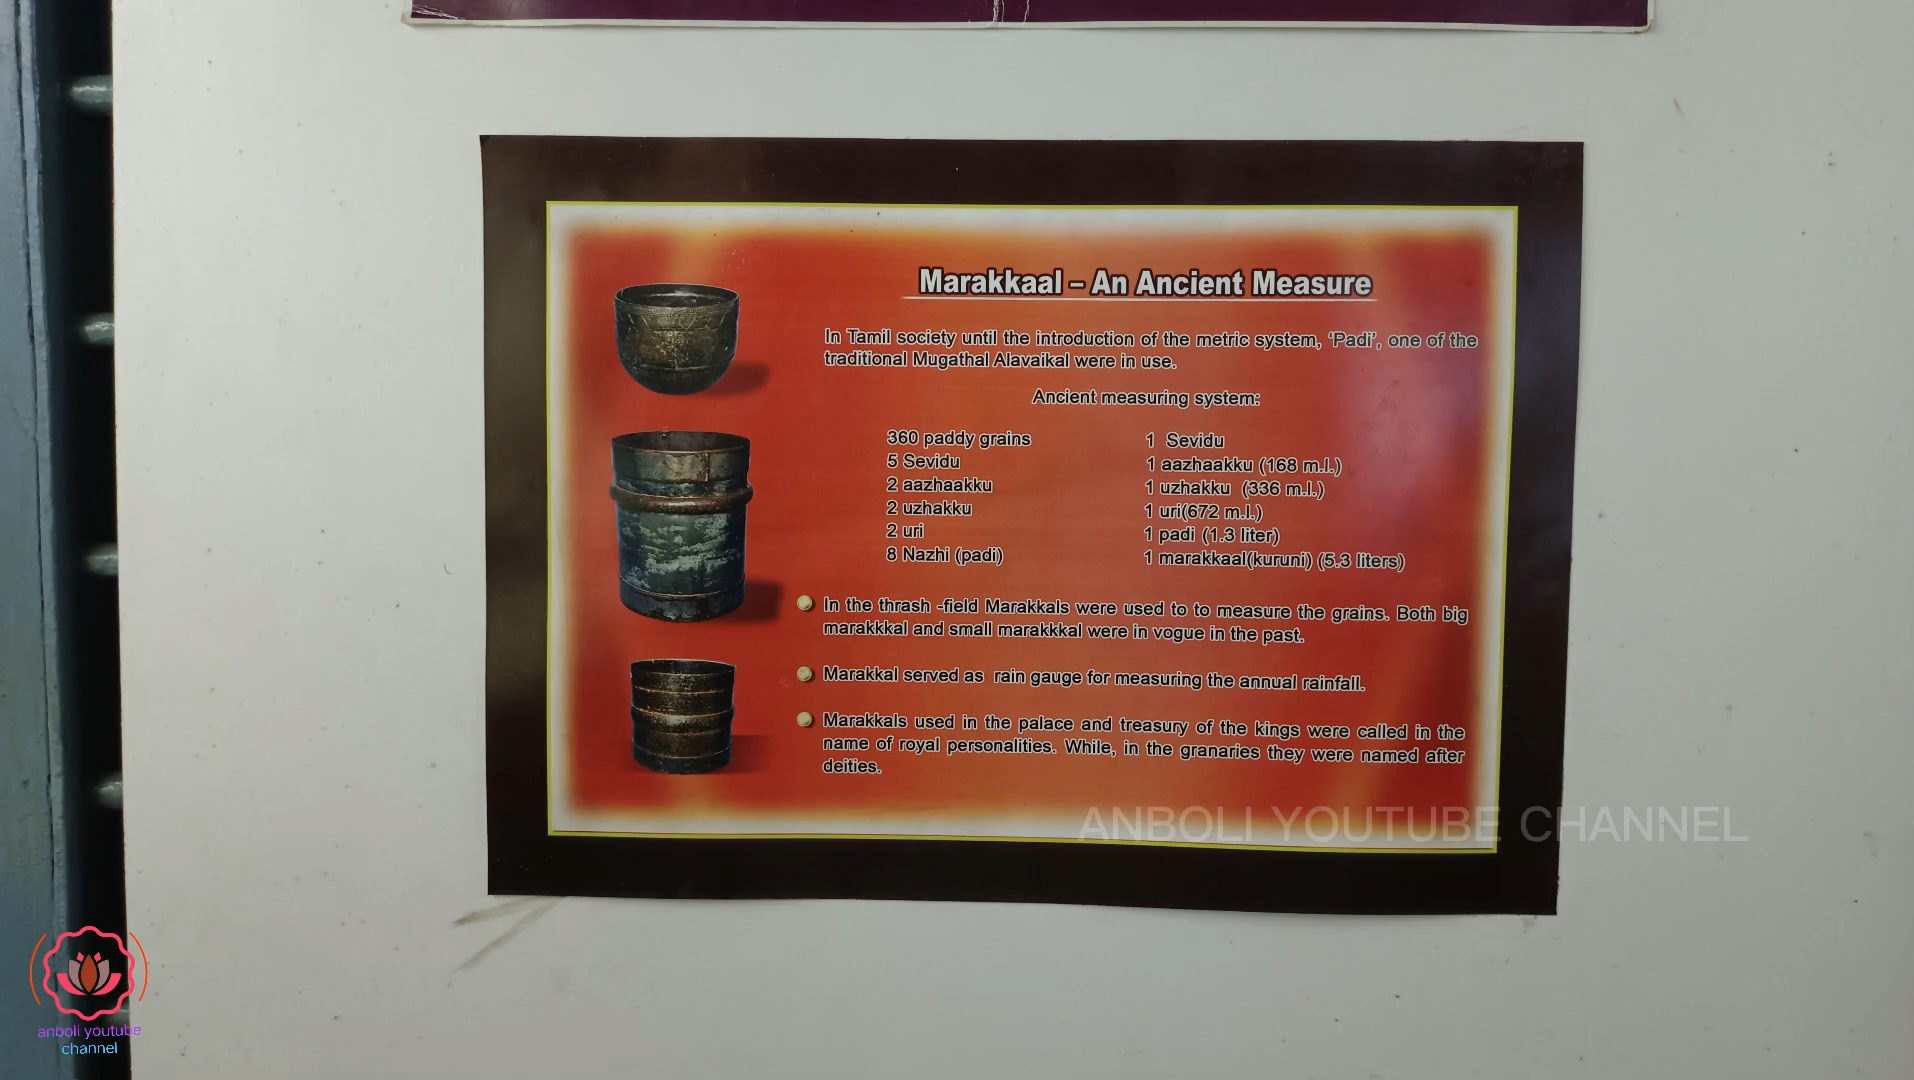 Marakkaal – An Ancient Measure
In Tamil society until the introduction of the metric system, ‘Padi’, one of the
traditional Mugathal Alavaikal were in use.
Ancient measuring system:
360 paddy grains 1 Sevidu
5 Sevidu 1 aazhaakku (168 m.l.)
2 aazhaakku 1 uzhakku (336 m.l.)
2 uzhakku 1 uri(672 m.l.)
2 uri 1 padi (1.3 liter)
8 Nazhi (padi) 1 marakkaal(kuruni) (5.3 liters)
In the thrash -field Marakkals were used to to measure the grains. Both big
marakkkal and small marakkkal were in vogue in the past.
Marakkal served as rain gauge for measuring the annual rainfall.
Marakkals used in the palace and treasury of the kings were called in the
name of royal personalities. While, in the granaries they were named after
deities.
ANBOLI YOUTUBE CHANNEL
anboli youtube
channel